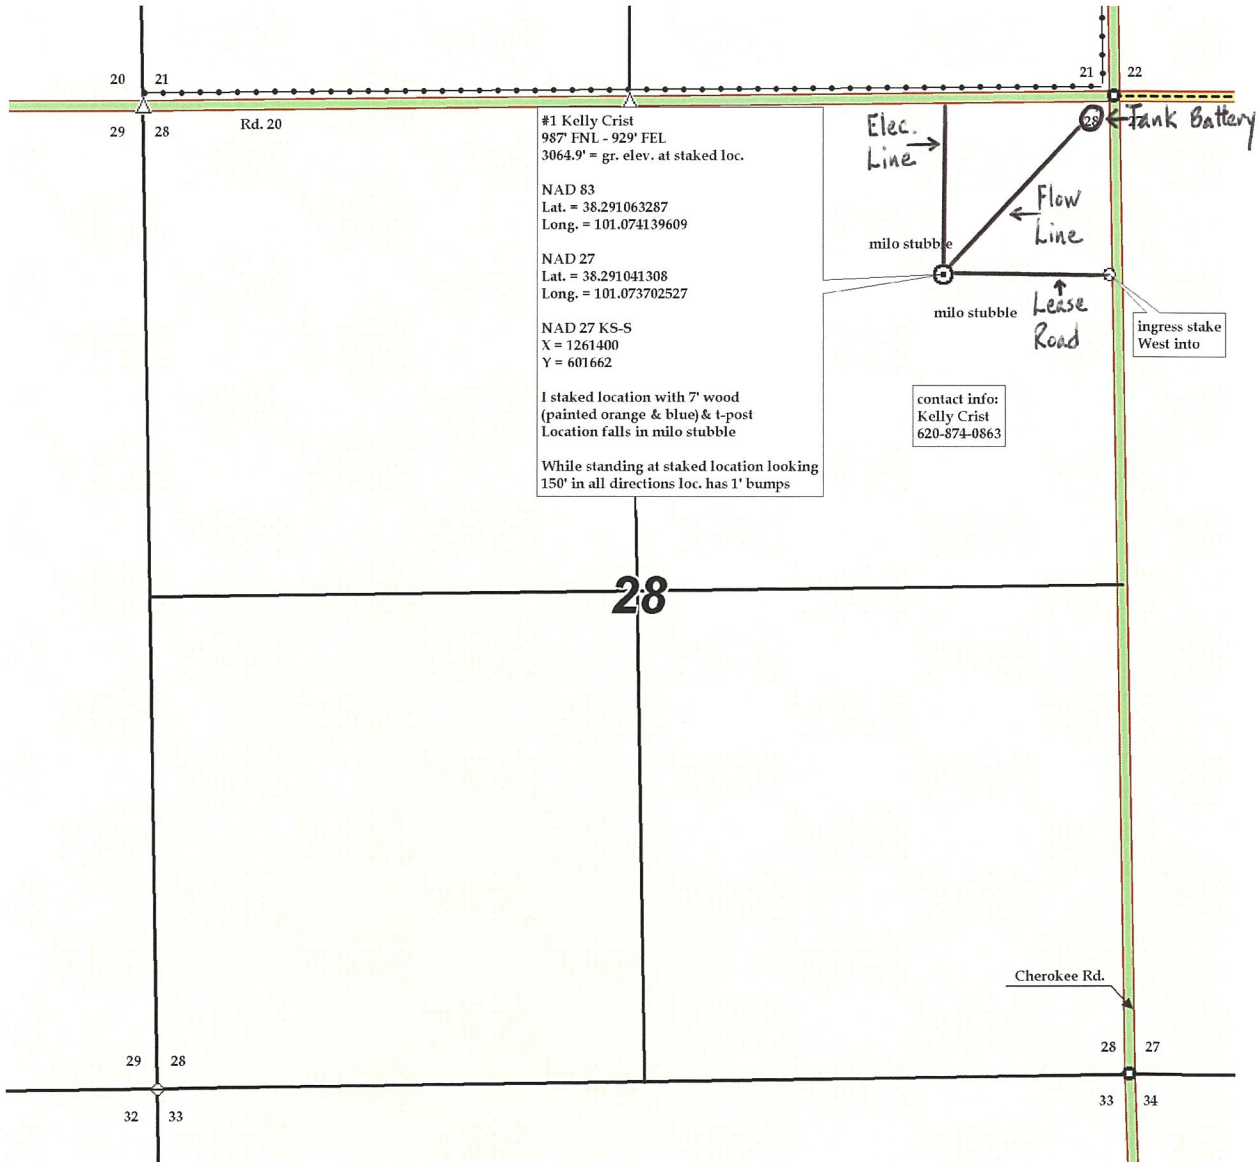 20 21
21 22
29 28
Rd. 20
28
Tank Battery
#1 Kelly Crist
987' FNL - 929' FEL
3064.9' = gr. elev. at staked loc.
NAD 83
Lat. = 38.291063287
Long. = 101.074139609
NAD 27
Lat. = 38.291041308
Long. = 101.073702527
NAD 27 KS-S
X = 1261400
Y = 601662
I staked location with 7' wood
(painted orange & blue) & t-post
Location falls in milo stubble
While standing at staked location looking
150' in all directions loc. has 1' bumps
Elec.
Line
Flow
Line
milo stubble
milo stubble
Lease
Road
ingress stake
West into
contact info:
Kelly Crist
620-874-0863
28
Cherokee Rd.
29 28
28 27
32 33
33 34